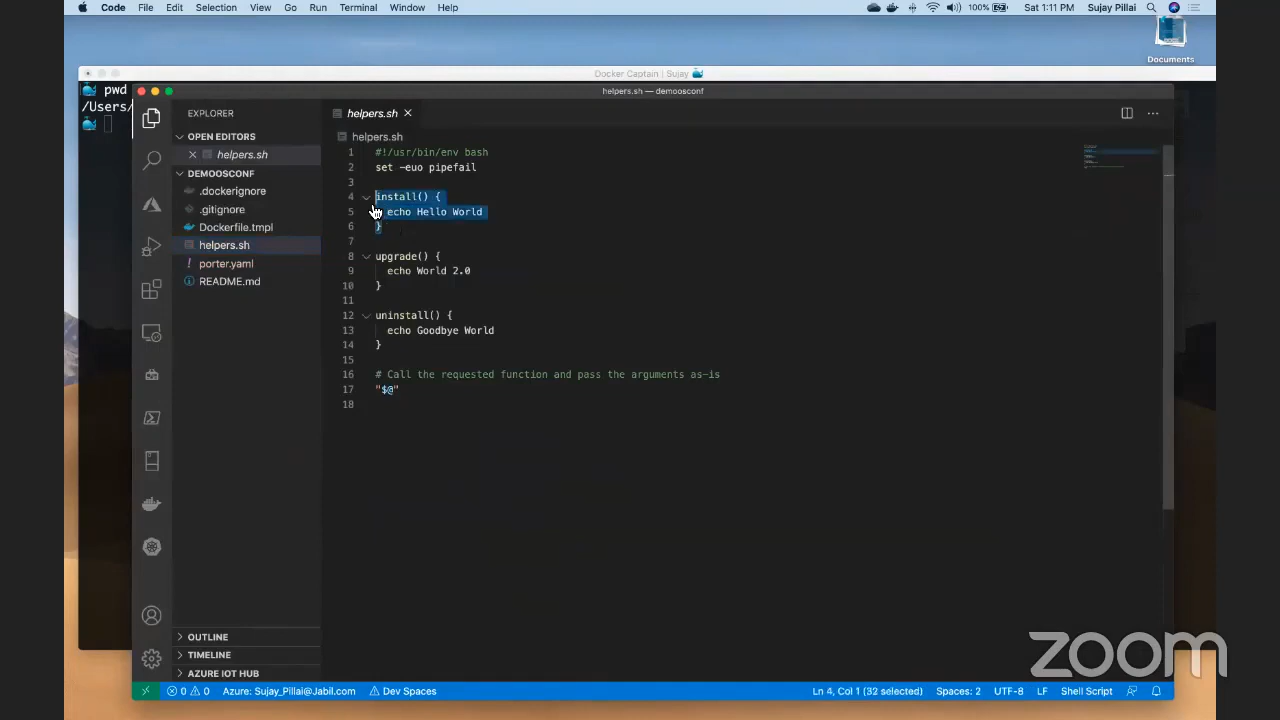 Code File Edit Selection View Go Run Terminal Window Help 100% Sat 1:11 PM Sujay Pillai
Documents
Docker Captain | Sujay
pwd
/Users/
helpers.sh — demoosconf
EXPLORER
OPEN EDITORS
helpers.sh
DEMOOSCONF
.dockerignore
.gitignore
Dockerfile.tmpl
helpers.sh
! porter.yaml
README.md
OUTLINE
TIMELINE
AZURE IOT HUB
helpers.sh
helpers.sh
1 #!/usr/bin/env bash
2 set -euo pipefail
3
4 install() {
5 echo Hello World
6 }
7
8 upgrade() {
9 echo World 2.0
10 }
11
12 uninstall() {
13 echo Goodbye World
14 }
15
16 # Call the requested function and pass the arguments as-is
17 "$@"
18
zoom
0 0 Azure: Sujay_Pillai@Jabil.com Dev Spaces Ln 4, Col 1 (32 selected) Spaces: 2 UTF-8 LF Shell Script